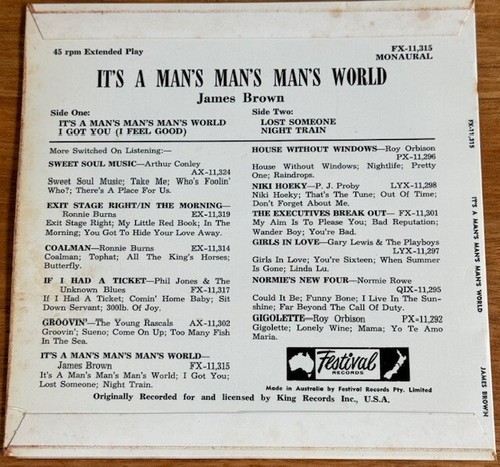 45 rpm Extended Play
FX-11,315
MONAURAL
IT'S A MAN'S MAN'S MAN'S WORLD
James Brown
Side One:
IT'S A MAN'S MAN'S MAN'S WORLD
I GOT YOU (I FEEL GOOD)
Side Two:
LOST SOMEONE
NIGHT TRAIN
More Switched On Listening:—
SWEET SOUL MUSIC—Arthur Conley
AX-11,324
Sweet Soul Music; Take Me; Who's Foolin'
Who?; There's A Place For Us.
EXIT STAGE RIGHT/IN THE MORNING—
Ronnie Burns EX-11,319
Exit Stage Right; My Little Red Book; In
The Morning; You Got To Hide Your Love Away.
COALMAN—Ronnie Burns EX-11,314
Coalman; Tophat; All The King's Horses;
Butterfly.
IF I HAD A TICKET—Phil Jones & The
Unknown Blues FX-11,317
If I Had A Ticket; Comin' Home Baby; Sit
Down Servant; 300lb. Of Joy.
GROOVIN'—The Young Rascals AX-11,302
Groovin'; Sueno; Come On Up; Too Many Fish
In The Sea.
IT'S A MAN'S MAN'S MAN'S WORLD—
James Brown FX-11,315
It's A Man's Man's Man's World; I Got You;
Lost Someone; Night Train.
HOUSE WITHOUT WINDOWS—Roy Orbison
PX-11,296
House Without Windows; Nightlife; Pretty
One; Raindrops.
NIKI HOEKY—P. J. Proby LYX-11,298
Niki Hoeky; That's The Tune; Out Of Time;
Don't Forget About Me.
THE EXECUTIVES BREAK OUT— FX-11,301
My Aim Is To Please You; Bad Reputation;
Wander Boy; You're Bad.
GIRLS IN LOVE—Gary Lewis & The Playboys
LYX-11,297
Girls In Love; You're Sixteen; When Summer
Is Gone; Linda Lu.
NORMIE'S NEW FOUR—Normie Rowe
QJX-11,295
Could It Be; Funny Bone; I Live In The Sun-
shine; Far Beyond The Call Of Duty.
GIGOLETTE—Roy Orbison PX-11,292
Gigolette; Lonely Wine; Mama; Yo Te Amo
Maria.
Festival
RECORDS
Made in Australia by Festival Records Pty. Limited
Originally Recorded for and licensed by King Records Inc., U.S.A.
FX-11,315
IT'S A MAN'S MAN'S MAN'S WORLD
JAMES BROWN